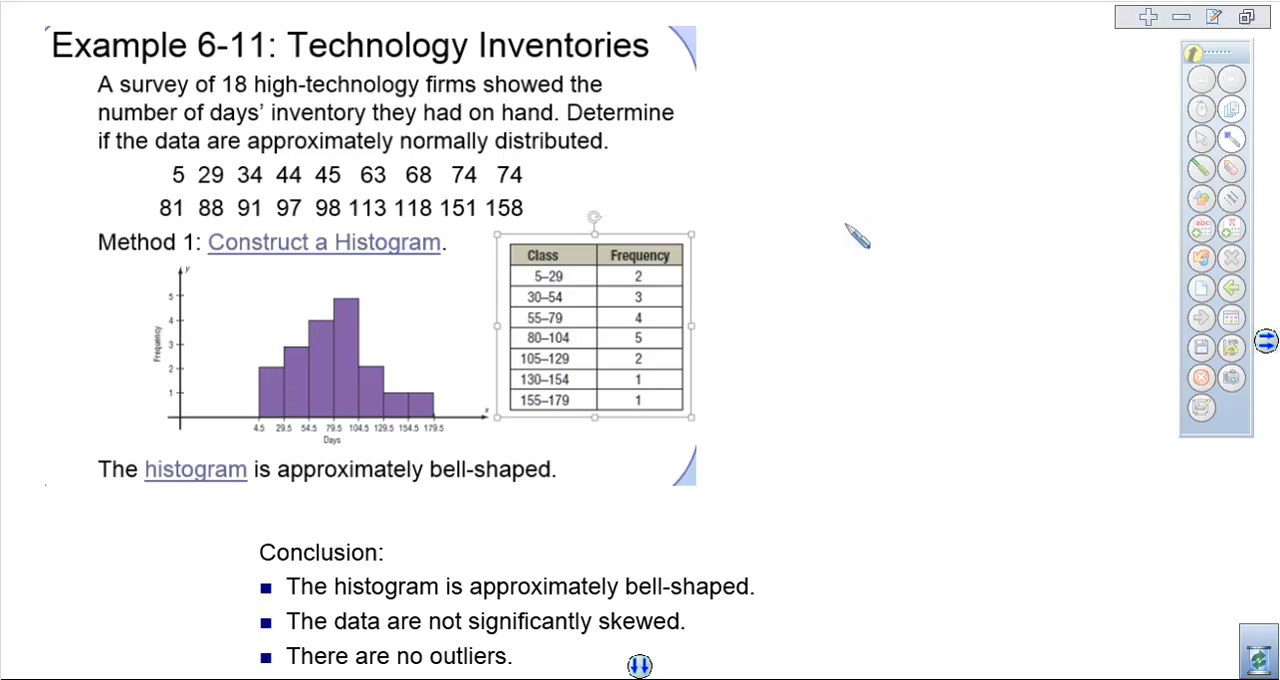 Example 6-11: Technology Inventories
A survey of 18 high-technology firms showed the
number of days’ inventory they had on hand. Determine
if the data are approximately normally distributed.
5 29 34 44 45 63 68 74 74
81 88 91 97 98 113 118 151 158
Method 1: Construct a Histogram.
Class Frequency
5–29 2
30–54 3
55–79 4
80–104 5
105–129 2
130–154 1
155–179 1
y
5
4
3
2
1
Frequency
x
4.5 29.5 54.5 79.5 104.5 129.5 154.5 179.5
Days
The histogram is approximately bell-shaped.
Conclusion:
The histogram is approximately bell-shaped.
The data are not significantly skewed.
There are no outliers.
abc
π